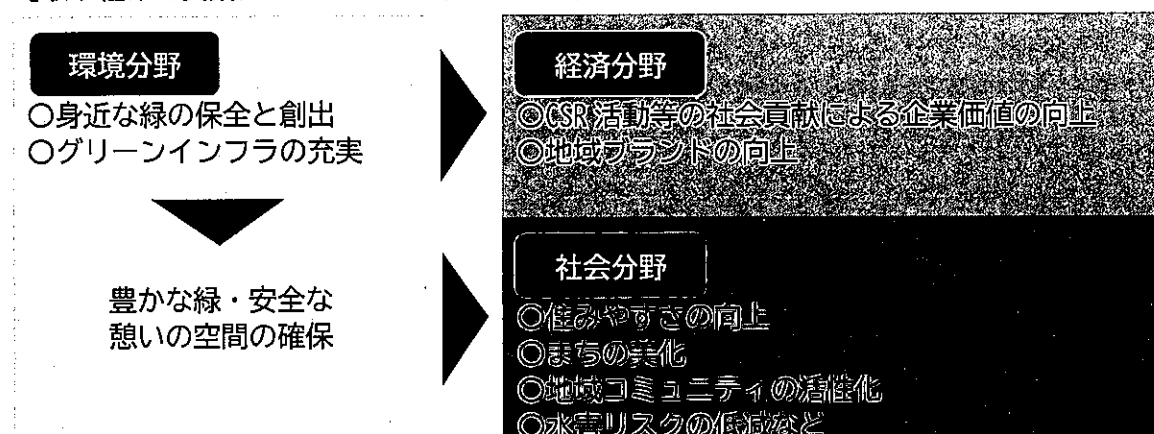 環境分野
○身近な緑の保全と創出
○グリーンインフラの充実
豊かな緑・安全な
憩いの空間の確保
経済分野
○CSR活動等の社会貢献による企業価値の向上
○地域ブランドの向上
社会分野
○住みやすさの向上
○まちの美化
○地域コミュニティの活性化
○水害リスクの低減など